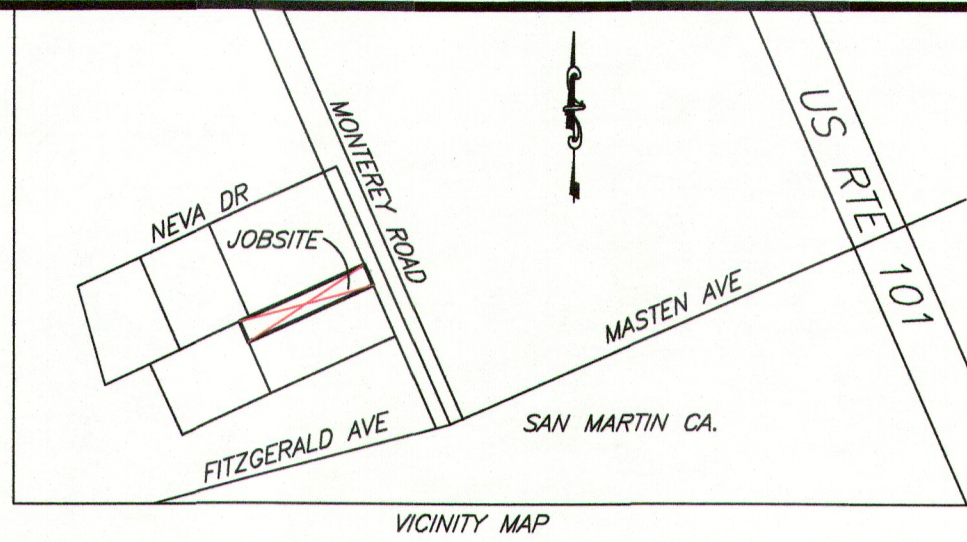 MONTEREY ROAD
US RTE 101
NEVA DR
JOBSITE
MASTEN AVE
FITZGERALD AVE
SAN MARTIN CA.
VICINITY MAP